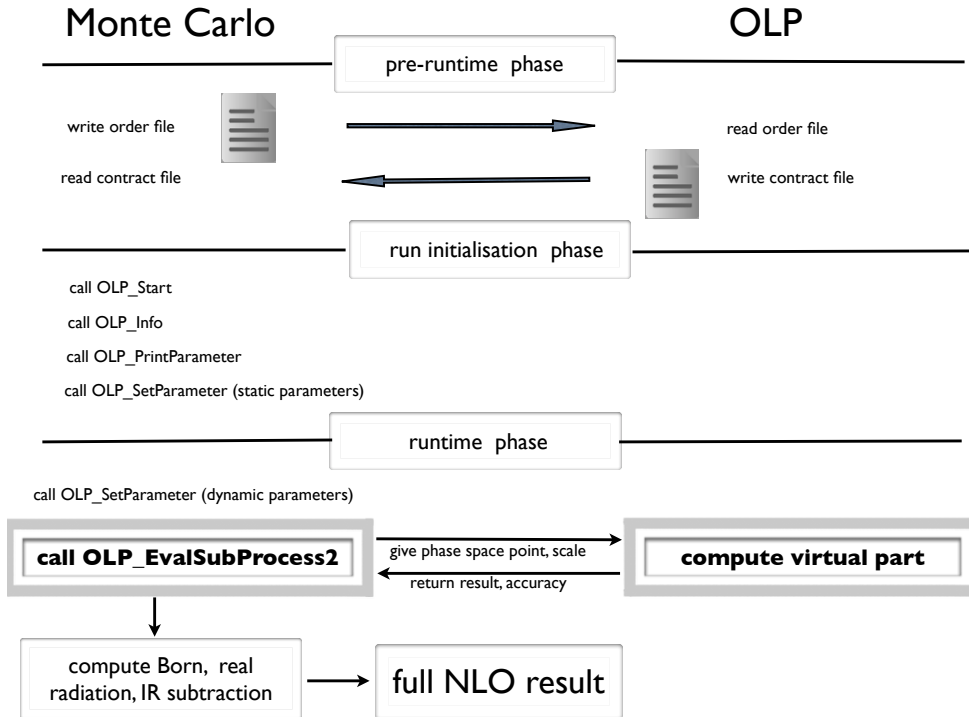 Monte Carlo
OLP
pre-runtime phase
write order file
read order file
read contract file
write contract file
run initialisation phase
call OLP_Start
call OLP_Info
call OLP_PrintParameter
call OLP_SetParameter (static parameters)
runtime phase
call OLP_SetParameter (dynamic parameters)
call OLP_EvalSubProcess2
give phase space point, scale
return result, accuracy
compute virtual part
compute Born, real
radiation, IR subtraction
full NLO result